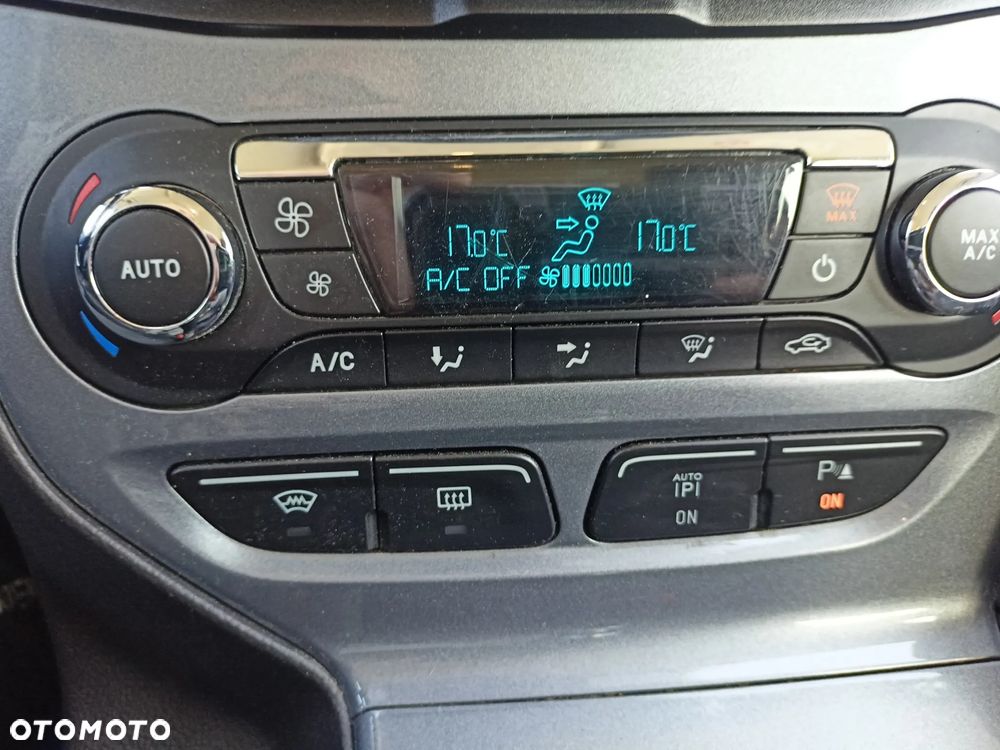 AUTO
17.0°C
17.0°C
A/C OFF
MAX
MAX
A/C
A/C
AUTO
IPI
ON
P
ON
OTOMOTO